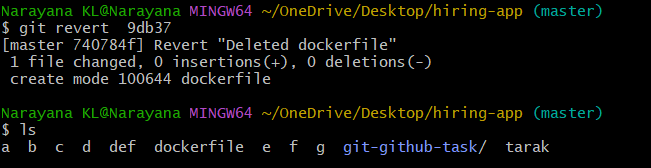 Narayana KL@Narayana MINGW64 ~/OneDrive/Desktop/hiring-app (master)
$ git revert  9db37
[master 740784f] Revert "Deleted dockerfile"
 1 file changed, 0 insertions(+), 0 deletions(-)
 create mode 100644 dockerfile
Narayana KL@Narayana MINGW64 ~/OneDrive/Desktop/hiring-app (master)
$ ls
a  b  c  d  def  dockerfile  e  f  g  git-github-task/  tarak